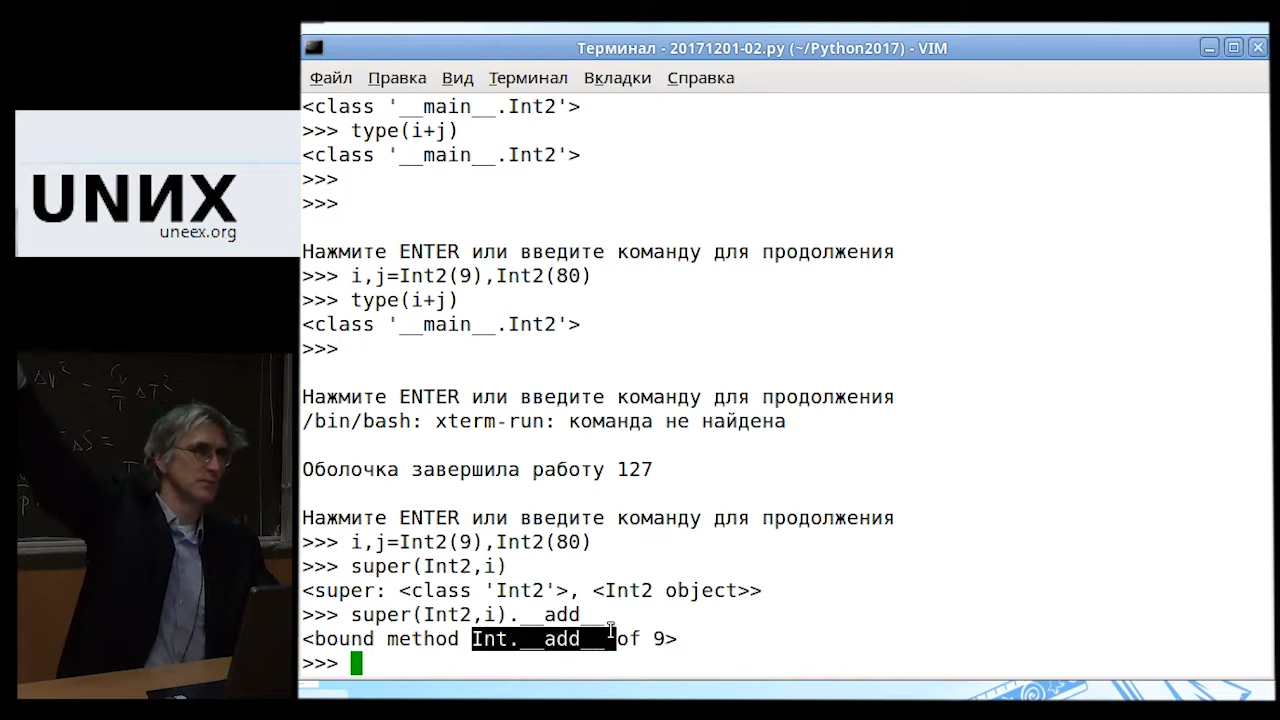 Терминал - 20171201-02.py (~/Python2017) - VIM
Файл Правка Вид Терминал Вкладки Справка
<class '__main__.Int2'>
>>> type(i+j)
<class '__main__.Int2'>
>>>
>>>
Нажмите ENTER или введите команду для продолжения
>>> i,j=Int2(9),Int2(80)
>>> type(i+j)
<class '__main__.Int2'>
>>>
Нажмите ENTER или введите команду для продолжения
/bin/bash: xterm-run: команда не найдена
Оболочка завершила работу 127
Нажмите ENTER или введите команду для продолжения
>>> i,j=Int2(9),Int2(80)
>>> super(Int2,i)
<super: <class 'Int2'>, <Int2 object>>
>>> super(Int2,i).__add__
<bound method Int.__add__ of 9>
>>>
UNИX
uneex.org